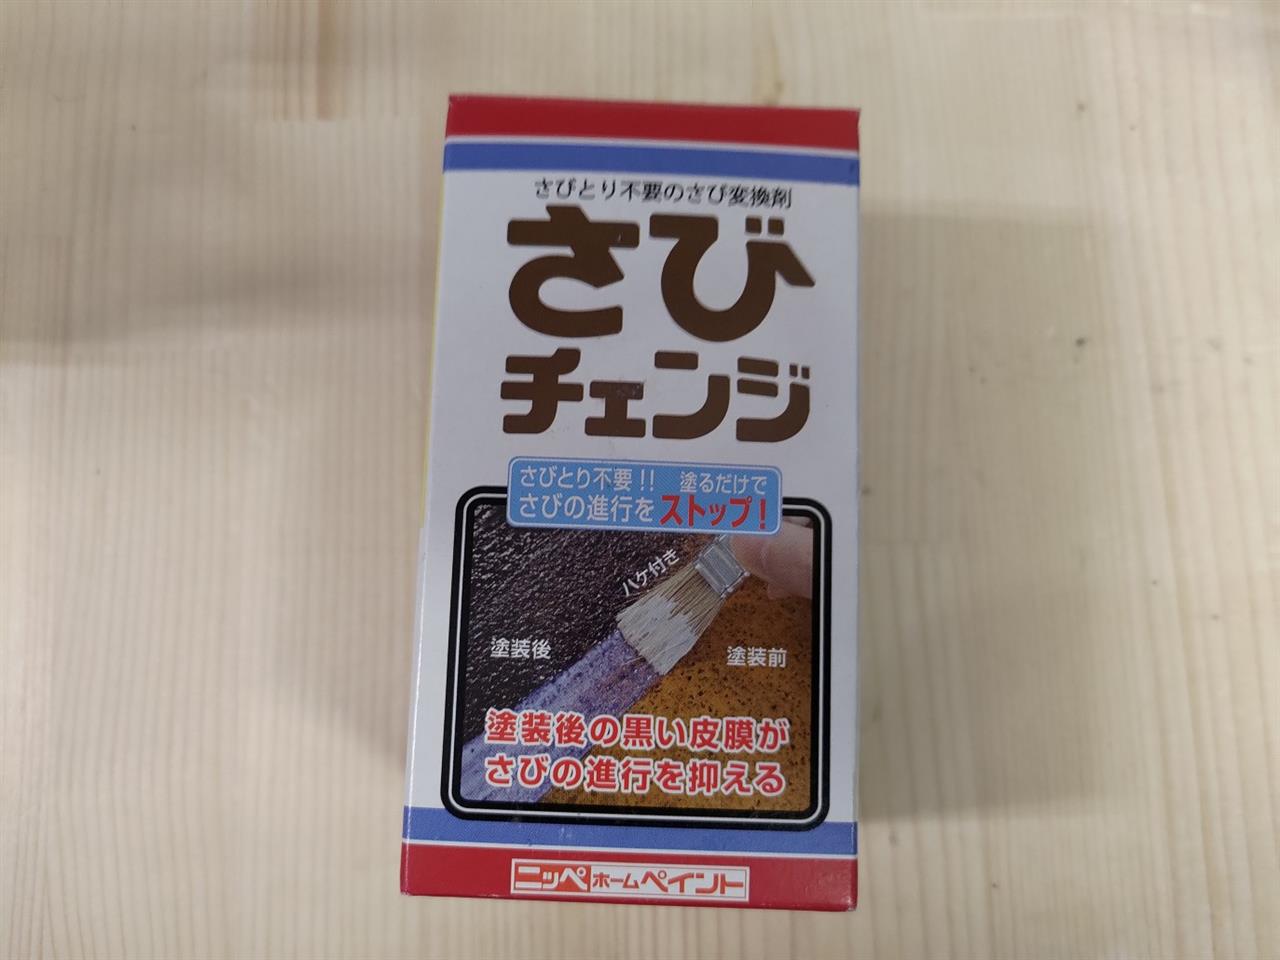 さびとり不要のさび変換剤
さび
チェンジ
さびとり不要!! 塗るだけで
さびの進行をストップ!
ハケ付き
塗装後
塗装前
塗装後の黒い皮膜が
さびの進行を抑える
ニッペホームペイント